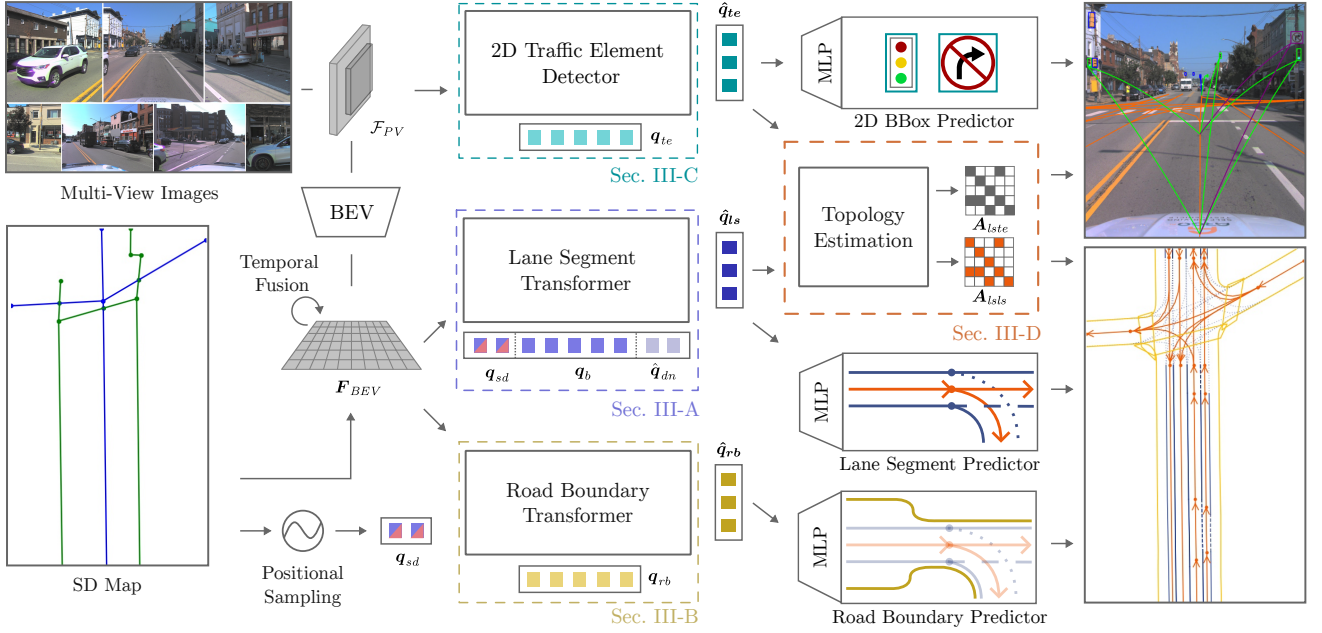 Multi-View Images
SD Map
F_PV
BEV
Temporal
Fusion
F_BEV
Positional
Sampling
q_sd
2D Traffic Element
Detector
q_te
Sec. III-C
Lane Segment
Transformer
q_sd q_b q̂_dn
Sec. III-A
Road Boundary
Transformer
q_rb
Sec. III-B
q̂_te
q̂_ls
q̂_rb
MLP
2D BBox Predictor
Topology
Estimation
A_lste
A_lsls
Sec. III-D
MLP
Lane Segment Predictor
MLP
Road Boundary Predictor